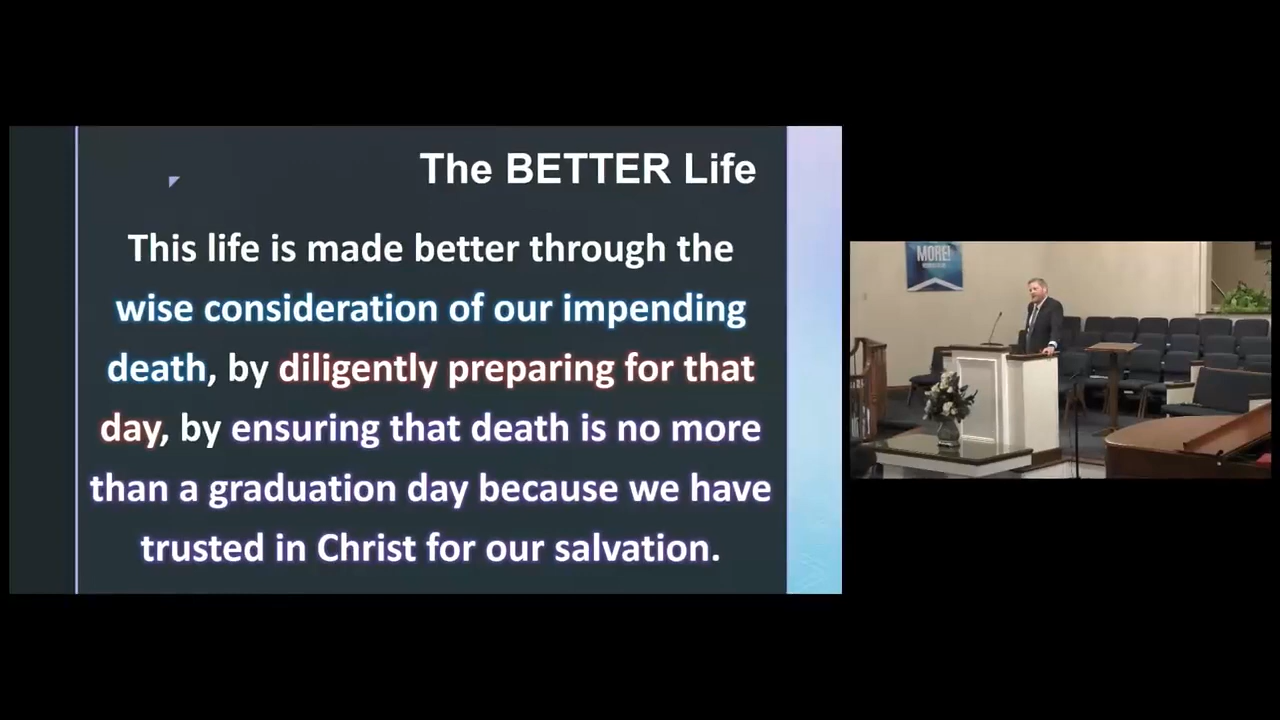 The BETTER Life
This life is made better through the
wise consideration of our impending
death, by diligently preparing for that
day, by ensuring that death is no more
than a graduation day because we have
trusted in Christ for our salvation.
MORE!